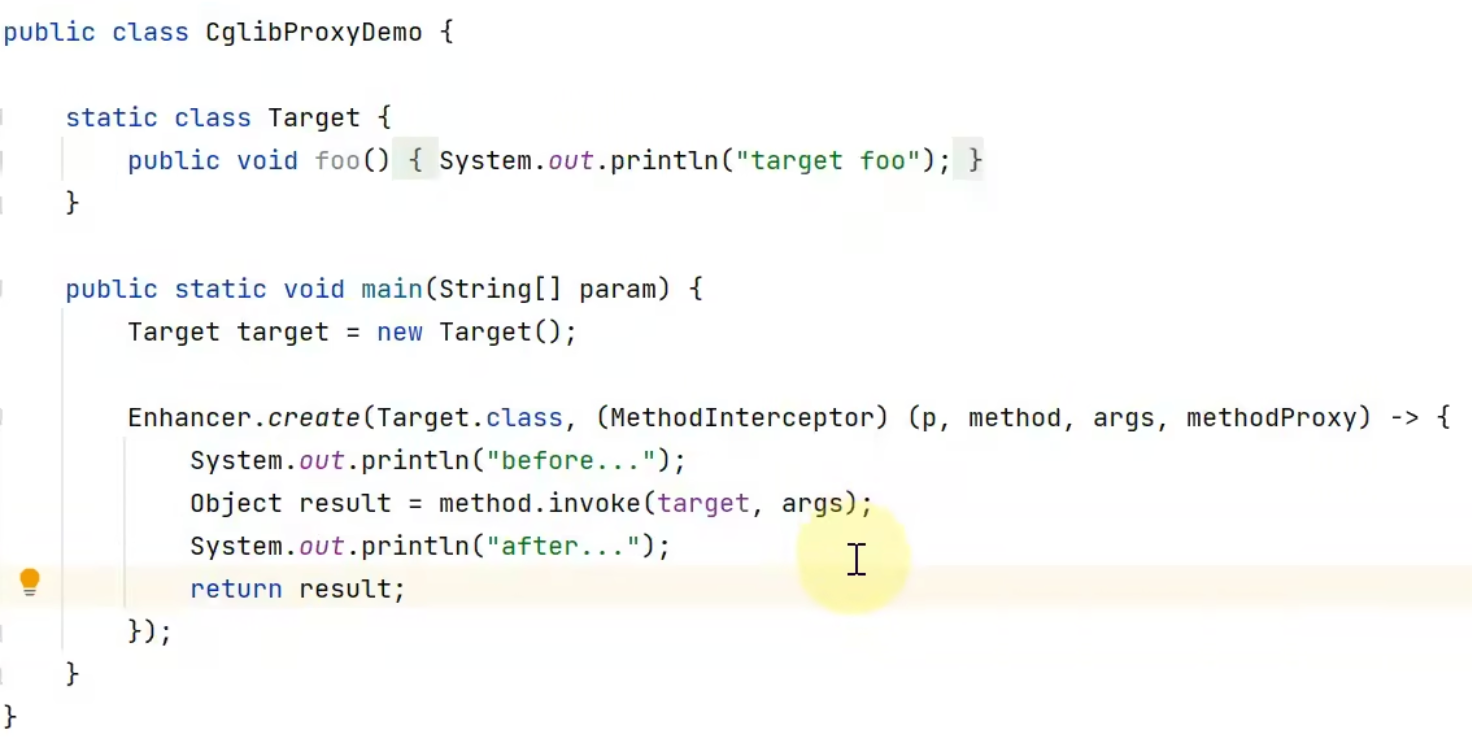 public class CglibProxyDemo {
static class Target {
public void foo() { System.out.println("target foo"); }
}
public static void main(String[] param) {
Target target = new Target();
Enhancer.create(Target.class, (MethodInterceptor) (p, method, args, methodProxy) -> {
System.out.println("before...");
Object result = method.invoke(target, args);
System.out.println("after...");
return result;
});
}
}